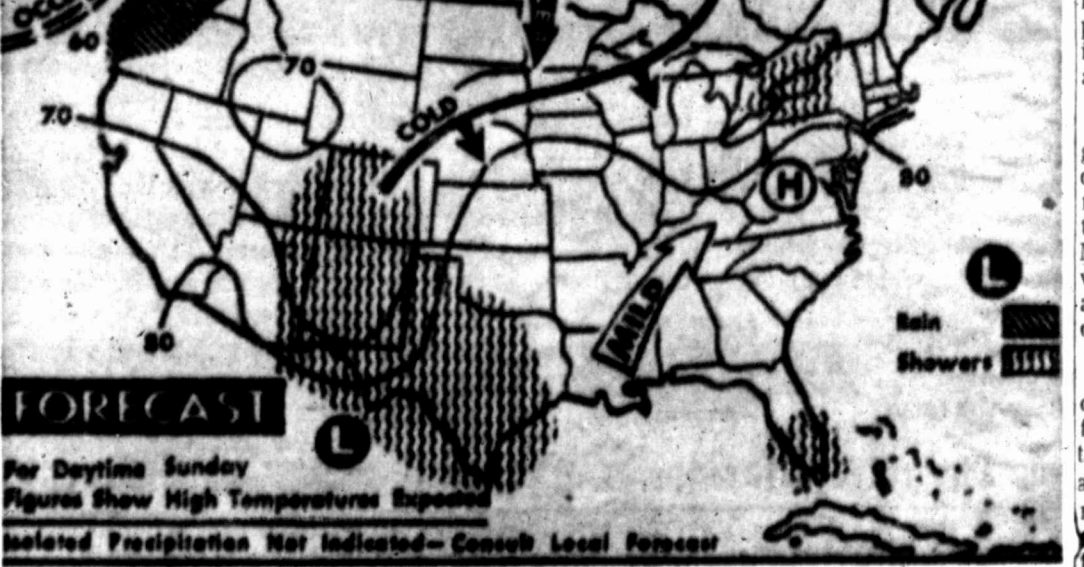 60
70
70
COLD
80
H
L
MILD
Rain
Showers
80
FORECAST
L
For Daytime Sunday
Figures Show High Temperatures Expected
Isolated Precipitation Not Indicated—Consult Local Forecast